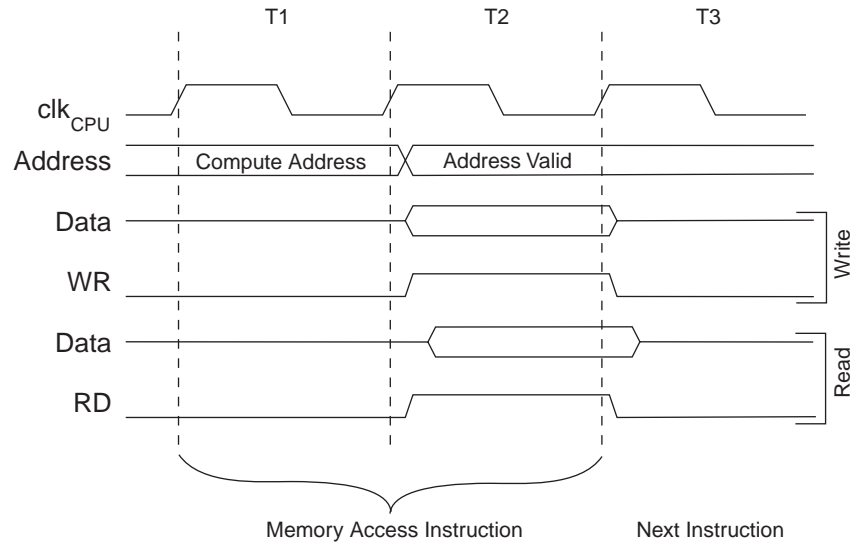 T1 T2 T3
clkCPU
Address Compute Address Address Valid
Data
WR
Write
Data
RD
Read
Memory Access Instruction Next Instruction